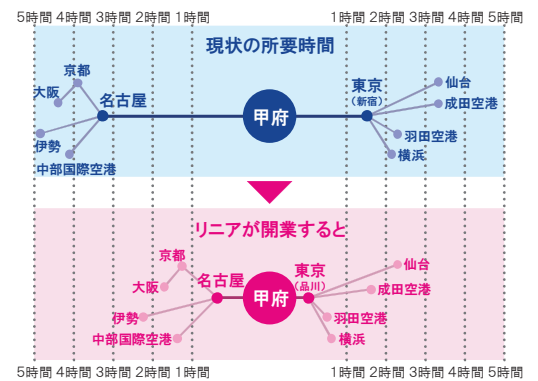 5時間 4時間 3時間 2時間 1時間 1時間 2時間 3時間 4時間 5時間
現状の所要時間
京都
大阪
名古屋
伊勢
中部国際空港
甲府
東京
(新宿)
仙台
成田空港
羽田空港
横浜
リニアが開業すると
京都
大阪
名古屋
伊勢
中部国際空港
甲府
東京
(品川)
仙台
成田空港
羽田空港
横浜
5時間 4時間 3時間 2時間 1時間 1時間 2時間 3時間 4時間 5時間